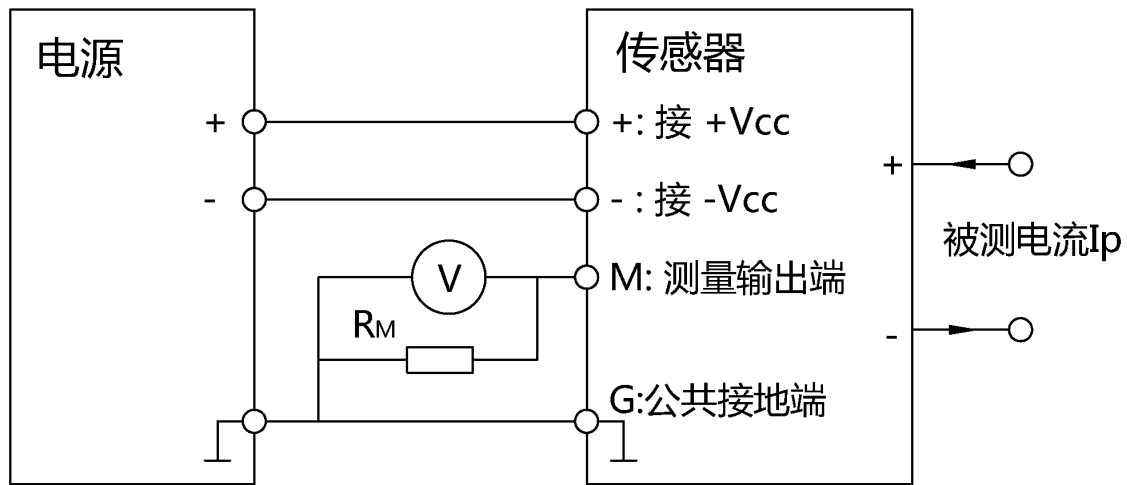 电源
传感器
+
+: 接 +Vcc
+
-
- : 接 -Vcc
被测电流Ip
V
M: 测量输出端
RM
-
G:公共接地端